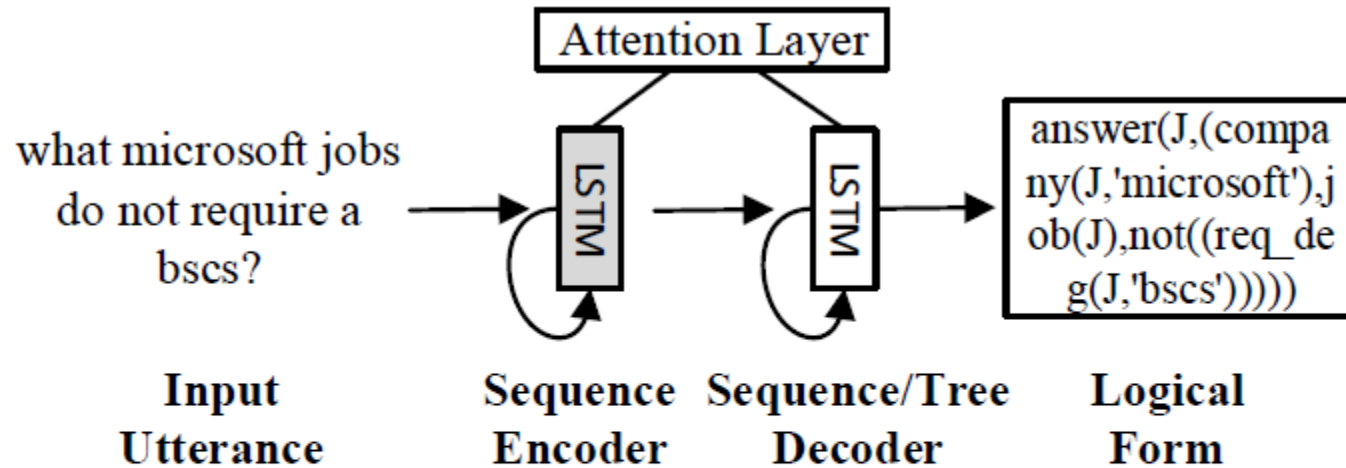 Attention Layer
what microsoft jobs
do not require a
bscs?
LSTM
LSTM
answer(J,(compa
ny(J,'microsoft'),j
ob(J),not((req_de
g(J,'bscs')))))
Input
Utterance
Sequence
Encoder
Sequence/Tree
Decoder
Logical
Form